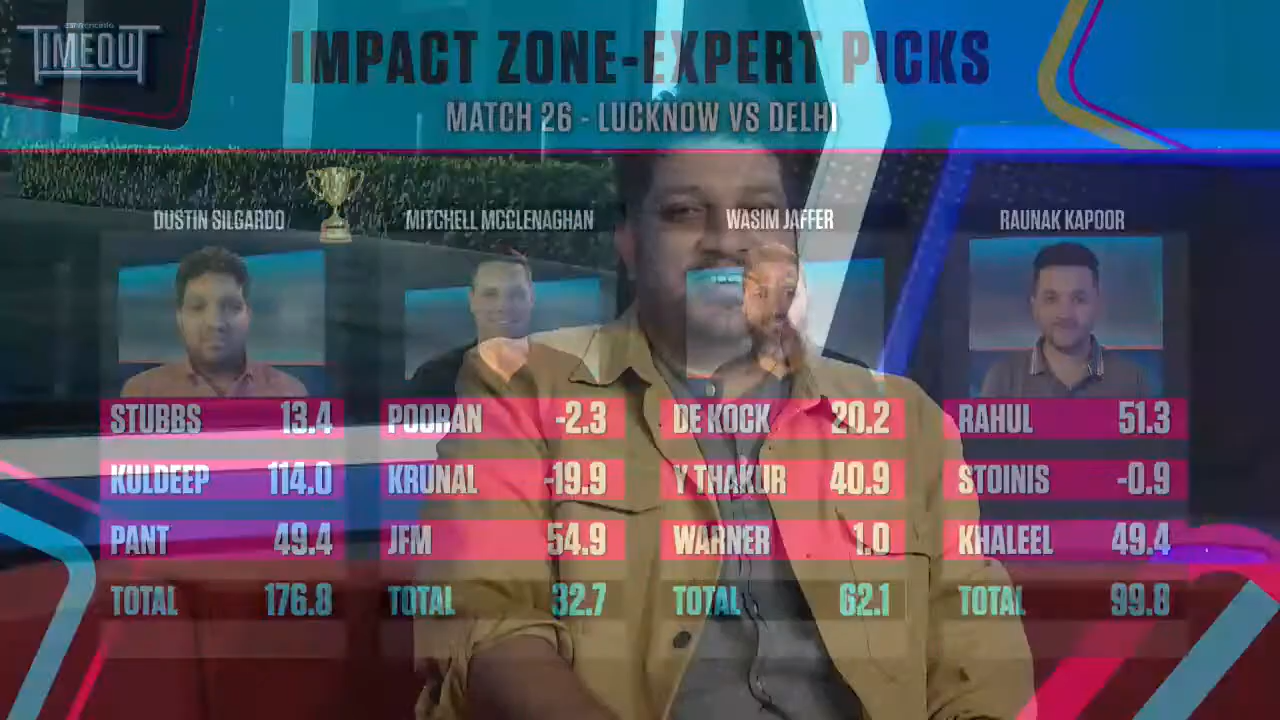 ESPNcricinfo
TIMEOUT
IMPACT ZONE-EXPERT PICKS
MATCH 26 - LUCKNOW VS DELHI
DUSTIN SILGARDO MITCHELL MCCLENAGHAN WASIM JAFFER RAUNAK KAPOOR
STUBBS 13.4 POORAN -2.3 DE KOCK 20.2 RAHUL 51.3
KULDEEP 114.0 KRUNAL -19.9 Y THAKUR 40.9 STOINIS -0.9
PANT 49.4 JFM 54.9 WARNER 1.0 KHALEEL 49.4
TOTAL 176.8 TOTAL 32.7 TOTAL 62.1 TOTAL 99.8